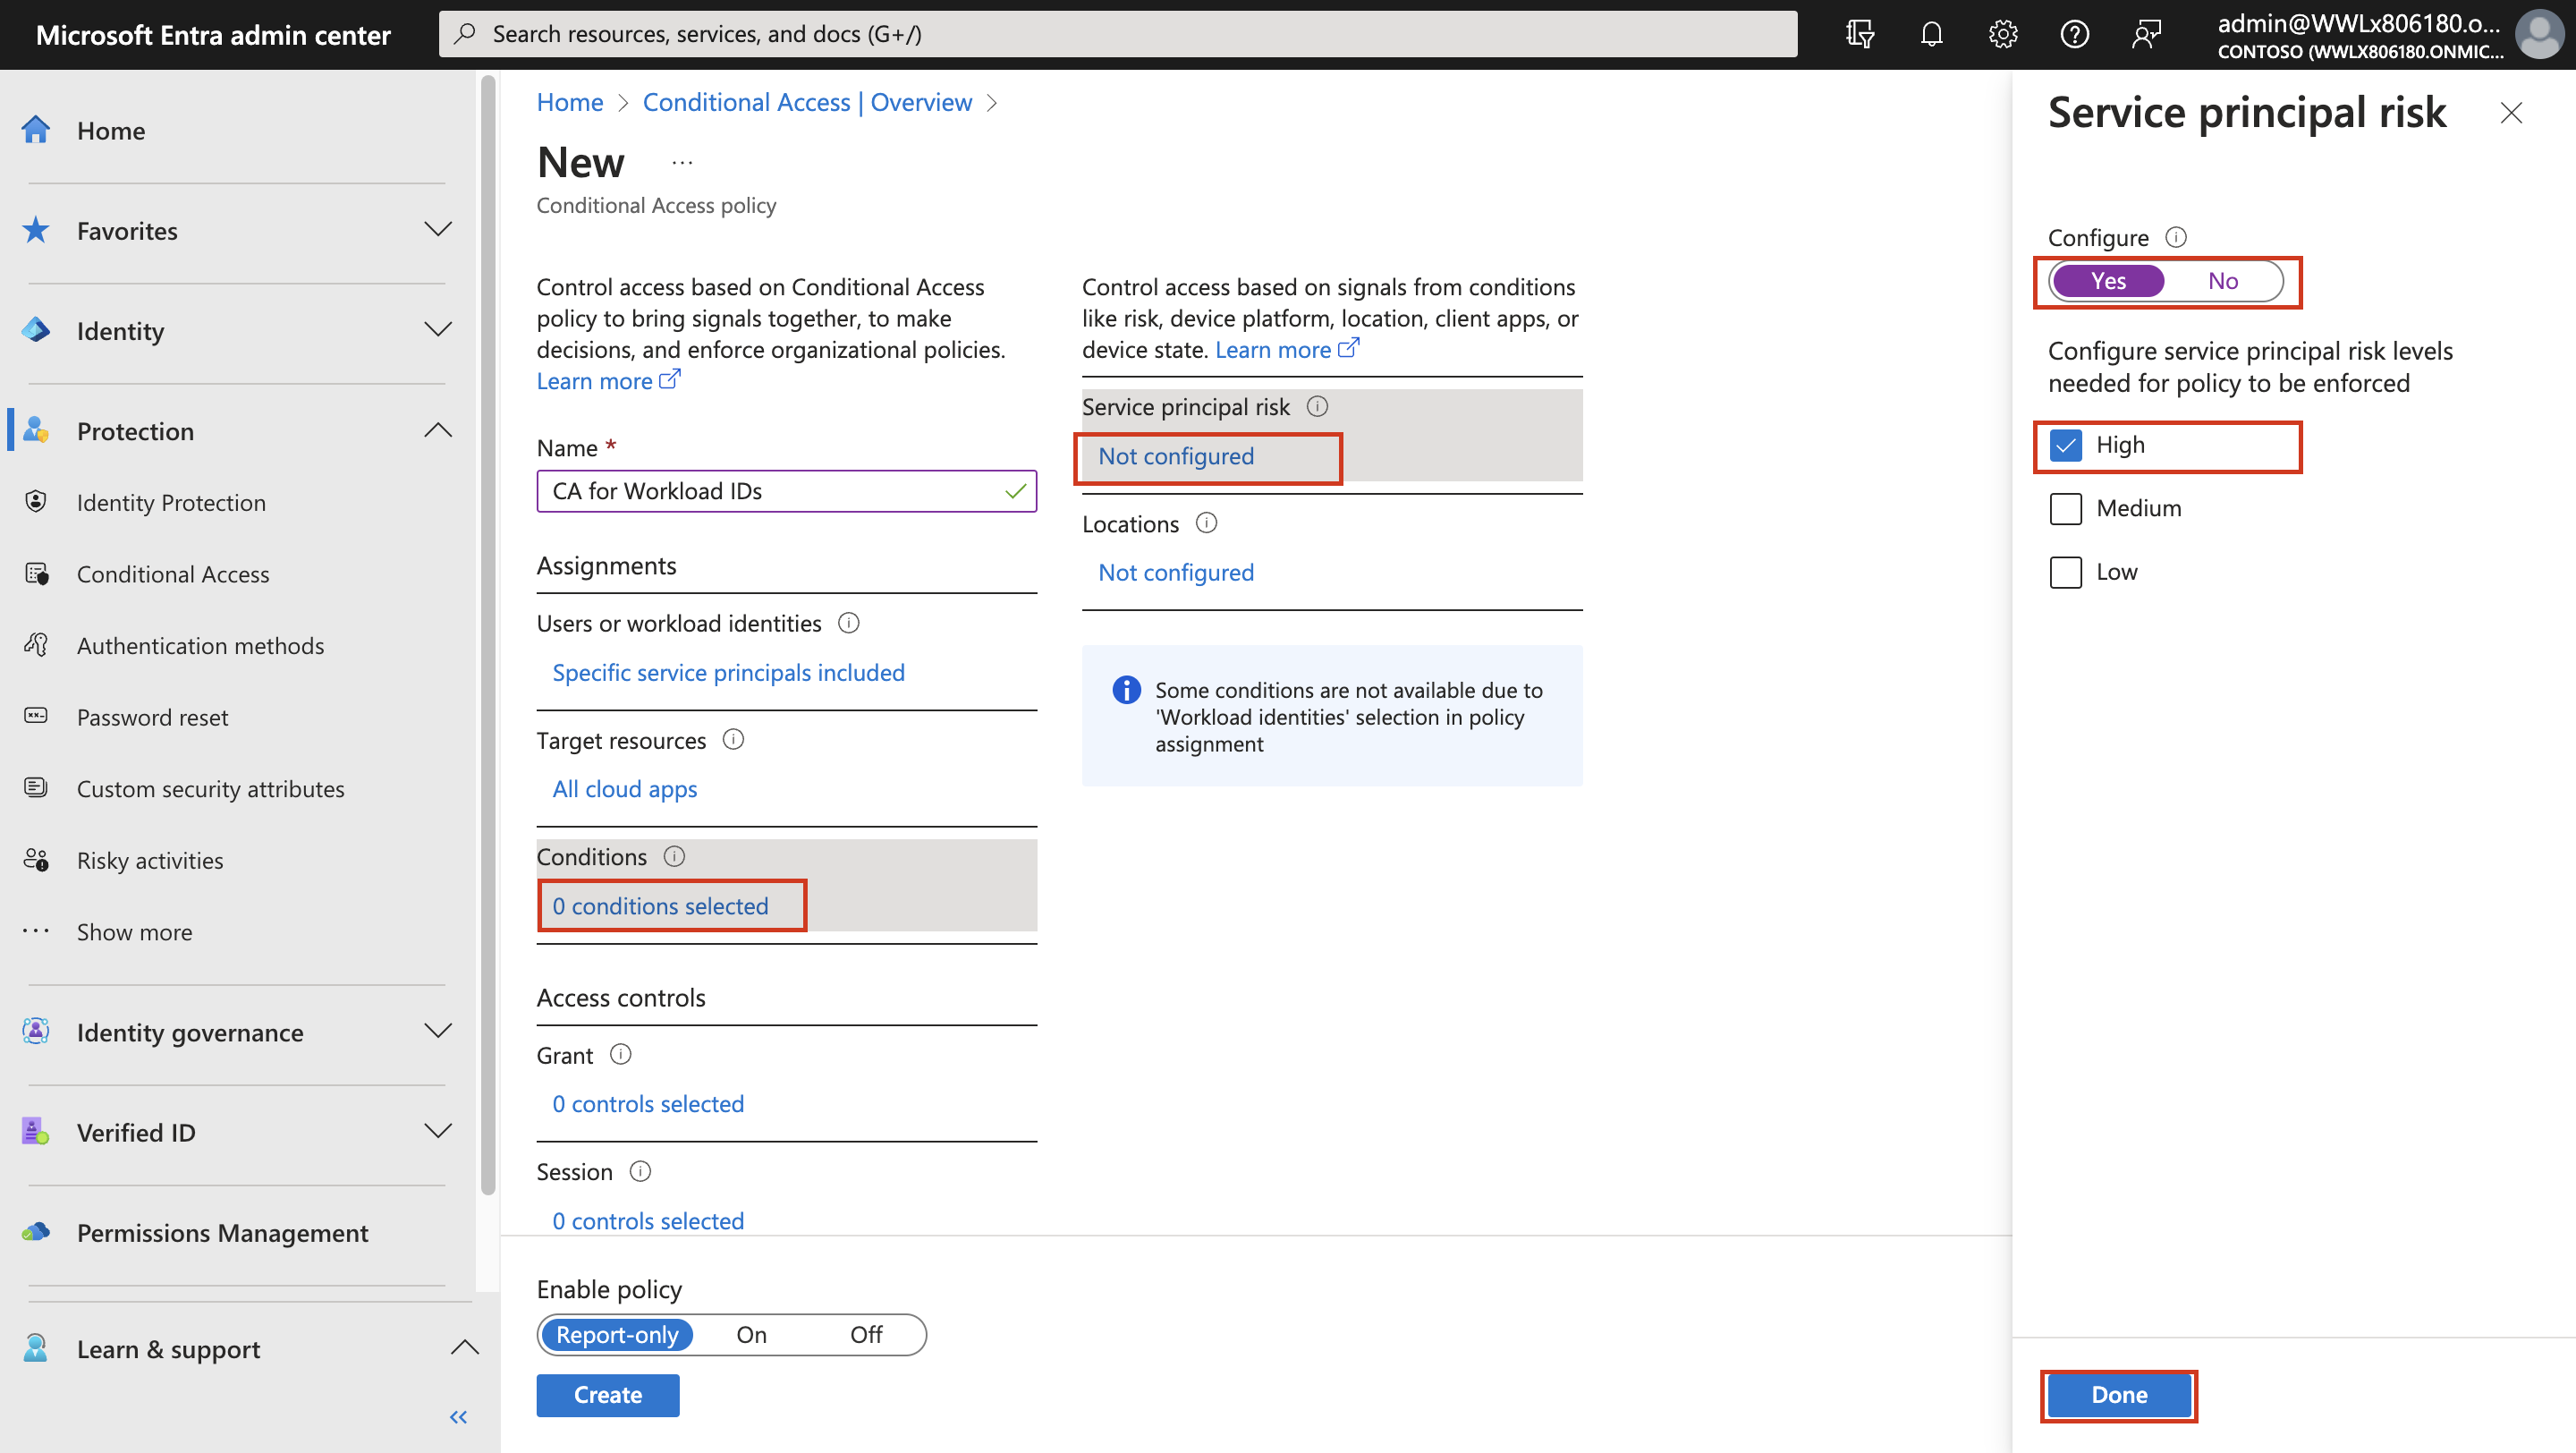 Microsoft Entra admin center
Search resources, services, and docs (G+/)
admin@WWLx806180.o...
CONTOSO (WWLX806180.ONMIC...
Home
Favorites
Identity
Protection
Identity Protection
Conditional Access
Authentication methods
Password reset
Custom security attributes
Risky activities
Show more
Identity governance
Verified ID
Permissions Management
Learn & support
Home > Conditional Access | Overview >
New ...
Conditional Access policy
Control access based on Conditional Access
policy to bring signals together, to make
decisions, and enforce organizational policies.
Learn more
Name *
CA for Workload IDs
Assignments
Users or workload identities
Specific service principals included
Target resources
All cloud apps
Conditions
0 conditions selected
Access controls
Grant
0 controls selected
Session
0 controls selected
Enable policy
Report-only On Off
Create
Control access based on signals from conditions
like risk, device platform, location, client apps, or
device state. Learn more
Service principal risk
Not configured
Locations
Not configured
Some conditions are not available due to
'Workload identities' selection in policy
assignment
Service principal risk
Configure
Yes No
Configure service principal risk levels
needed for policy to be enforced
High
Medium
Low
Done